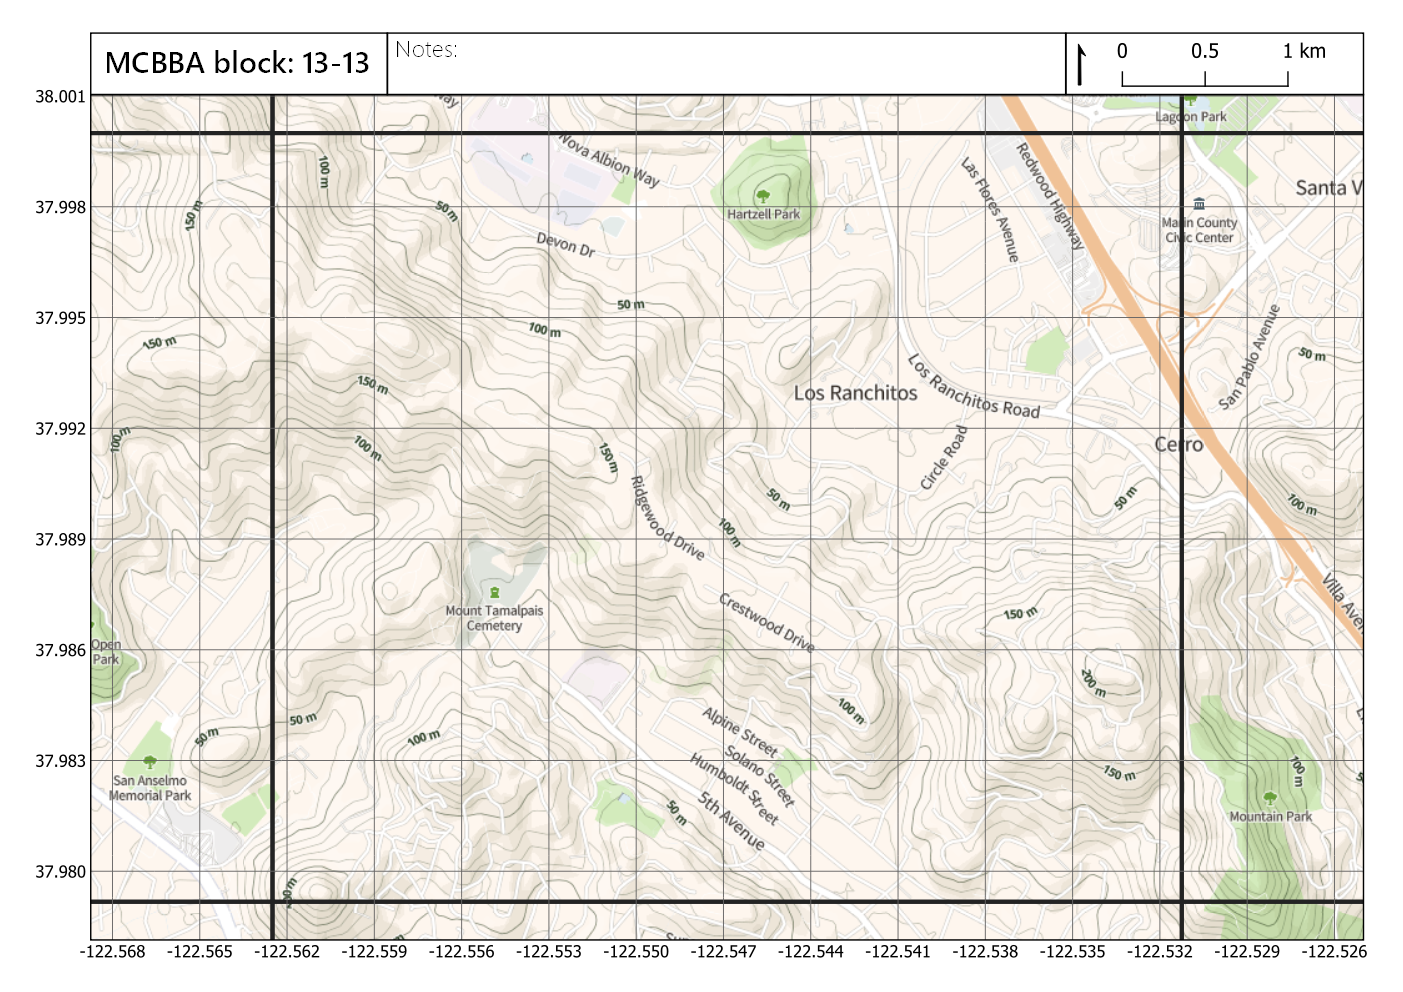 MCBBA block: 13-13
Notes:
0 0.5 1 km
38.001
37.998
37.995
37.992
37.989
37.986
37.983
37.980
way
Lagoon Park
Nova Albion Way
100 m
Redwood Highway
Las Flores Avenue
Santa V
Hartzell Park
150 m
50 m
Marin County
Civic Center
Devon Dr
50 m
100 m
San Pablo Avenue
150 m
50 m
150 m
Los Ranchitos Road
Los Ranchitos
100 m
100 m
Cerro
150 m
Circle Road
Ridgewood Drive
50 m
50 m
100 m
100 m
Villa Aven
Mount Tamalpais
Cemetery
Crestwood Drive
150 m
Open
Park
200 m
50 m
100 m
Alpine Street
50 m
100 m
Solano Street
Humboldt Street
150 m
100 m
San Anselmo
Memorial Park
50 m
5th Avenue
Mountain Park
-122.568 -122.565 -122.562 -122.559 -122.556 -122.553 -122.550 -122.547 -122.544 -122.541 -122.538 -122.535 -122.532 -122.529 -122.526